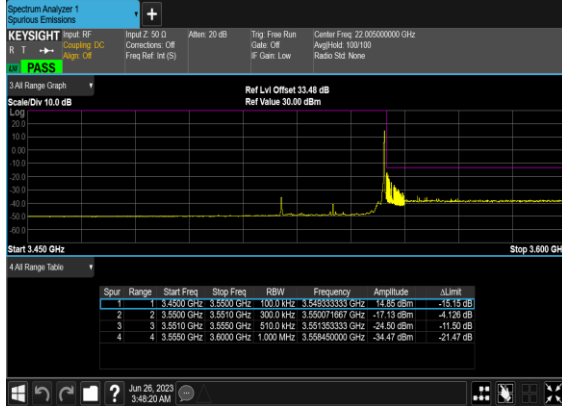 Spectrum Analyzer 1
Spurious Emissions
KEYSIGHT Input: RF
R T Coupling: DC
Align: Off
Input Z: 50 Ω
Corrections: Off
Freq Ref: Int (S)
Atten: 20 dB
Trig: Free Run
Gate: Off
IF Gain: Low
Center Freq: 22.005000000 GHz
Avg|Hold: 100/100
Radio Std: None
PASS
3 All Range Graph
Ref Lvl Offset 33.48 dB
Scale/Div 10.0 dB
Ref Value 30.00 dBm
Log
20.0
10.0
0.00
-10.0
-20.0
-30.0
-40.0
-50.0
-60.0
Start 3.450 GHz
Stop 3.600 GH
4 All Range Table
Spur Range Start Freq Stop Freq RBW Frequency Amplitude ΔLimit
1 1 3.4500 GHz 3.5500 GHz 100.0 kHz 3.549333333 GHz 14.85 dBm -15.15 dB
2 2 3.5500 GHz 3.5510 GHz 300.0 kHz 3.550071667 GHz -17.13 dBm -4.126 dB
3 3 3.5510 GHz 3.5550 GHz 510.0 kHz 3.551353333 GHz -24.50 dBm -11.50 dB
4 4 3.5550 GHz 3.6000 GHz 1.000 MHz 3.558450000 GHz -34.47 dBm -21.47 dB
?
Jun 26, 2023
3:48:20 AM